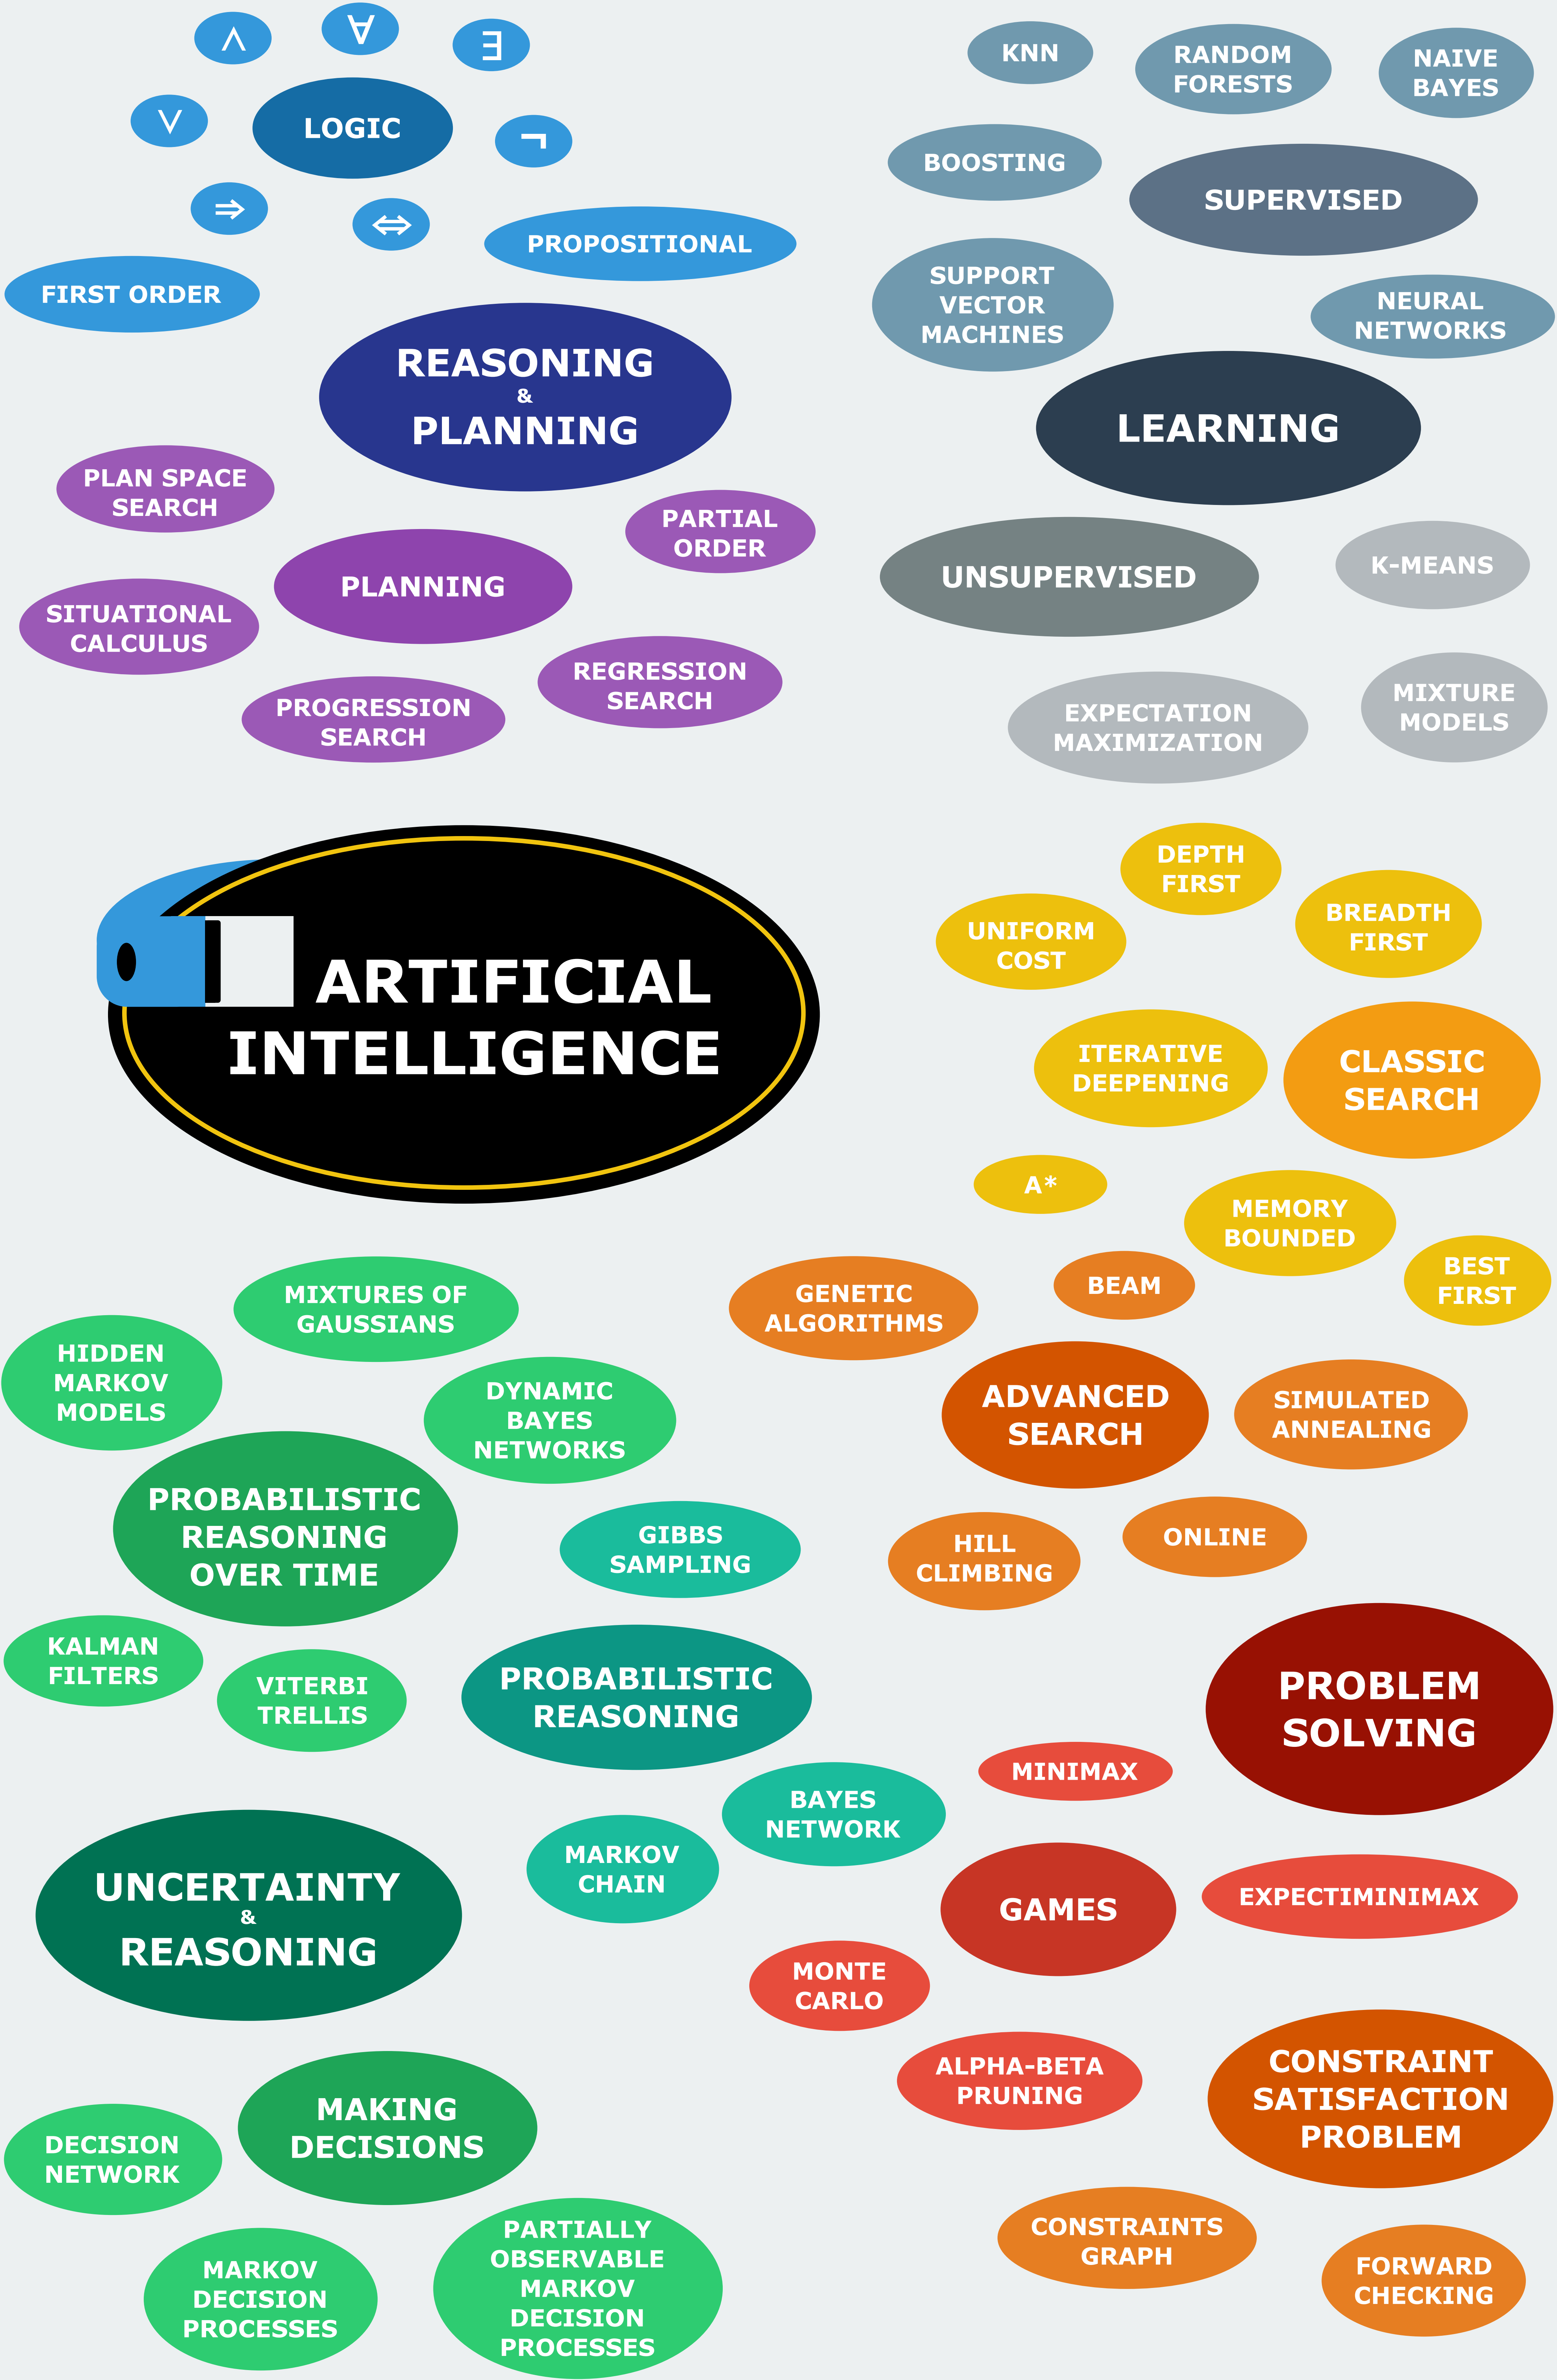 ∧
∀
∃
∨
LOGIC
¬
⇒
⇔
PROPOSITIONAL
FIRST ORDER
REASONING
&
PLANNING
PLAN SPACE
SEARCH
PARTIAL
ORDER
PLANNING
SITUATIONAL
CALCULUS
REGRESSION
SEARCH
PROGRESSION
SEARCH
KNN
RANDOM
FORESTS
NAIVE
BAYES
BOOSTING
SUPERVISED
SUPPORT
VECTOR
MACHINES
NEURAL
NETWORKS
LEARNING
UNSUPERVISED
K-MEANS
EXPECTATION
MAXIMIZATION
MIXTURE
MODELS
ARTIFICIAL
INTELLIGENCE
DEPTH
FIRST
UNIFORM
COST
BREADTH
FIRST
ITERATIVE
DEEPENING
CLASSIC
SEARCH
A*
MEMORY
BOUNDED
BEST
FIRST
GENETIC
ALGORITHMS
BEAM
ADVANCED
SEARCH
SIMULATED
ANNEALING
HILL
CLIMBING
ONLINE
MIXTURES OF
GAUSSIANS
HIDDEN
MARKOV
MODELS
DYNAMIC
BAYES
NETWORKS
PROBABILISTIC
REASONING
OVER TIME
GIBBS
SAMPLING
KALMAN
FILTERS
VITERBI
TRELLIS
PROBABILISTIC
REASONING
BAYES
NETWORK
MARKOV
CHAIN
UNCERTAINTY
&
REASONING
PROBLEM
SOLVING
MINIMAX
GAMES
EXPECTIMINIMAX
MONTE
CARLO
ALPHA-BETA
PRUNING
CONSTRAINT
SATISFACTION
PROBLEM
CONSTRAINTS
GRAPH
FORWARD
CHECKING
MAKING
DECISIONS
DECISION
NETWORK
MARKOV
DECISION
PROCESSES
PARTIALLY
OBSERVABLE
MARKOV
DECISION
PROCESSES